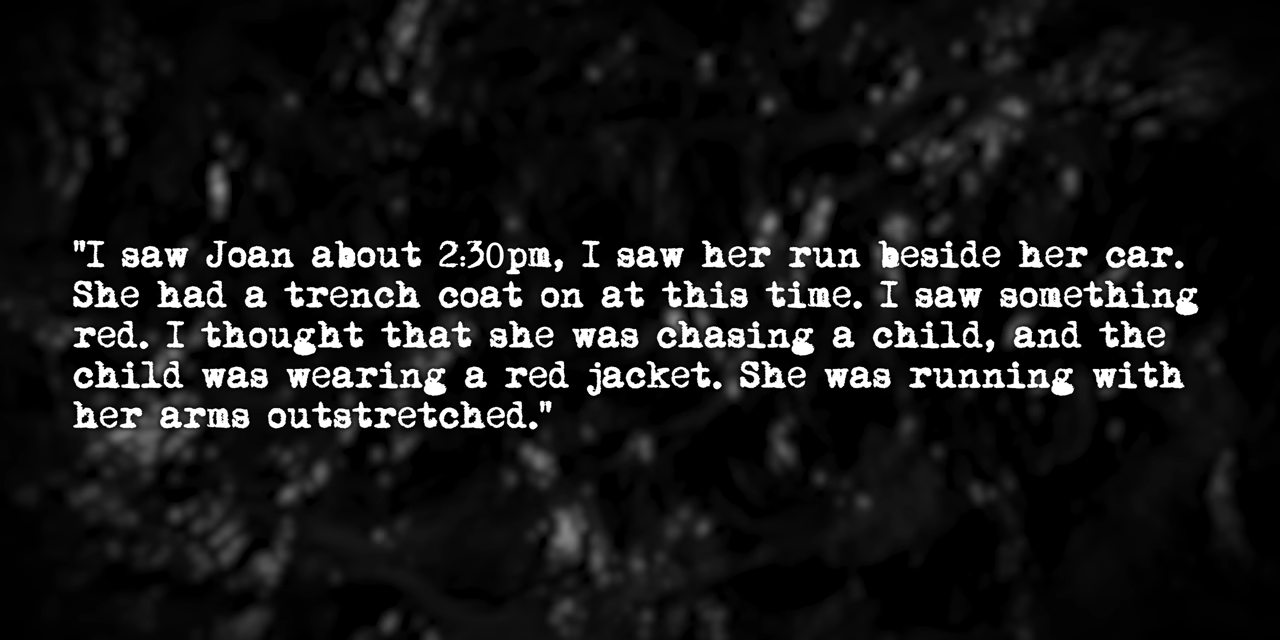 "I saw Joan about 2:30pm, I saw her run beside her car.
She had a trench coat on at this time. I saw something
red. I thought that she was chasing a child, and the
child was wearing a red jacket. She was running with
her arms outstretched."